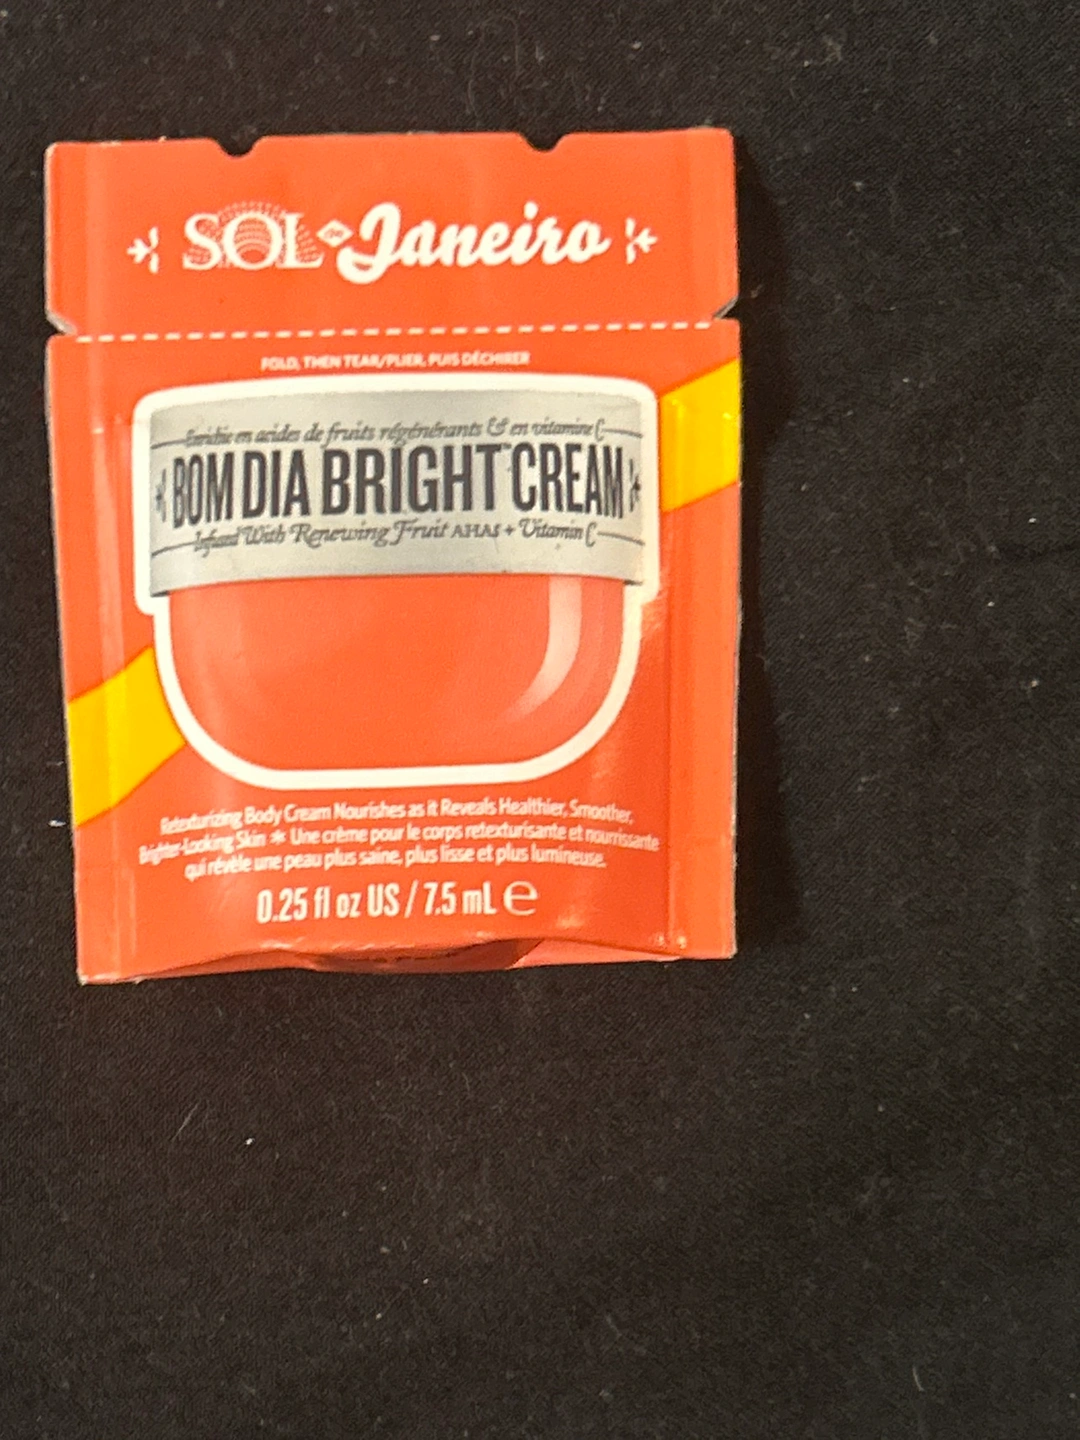 SOL DE Janeiro
FOLD, THEN TEAR/PLIER, PUIS DÉCHIRER
Enrichie en acides de fruits régénérants & en vitamine C
BOM DIA BRIGHT™ CREAM
Infused With Renewing Fruit AHAs + Vitamin C
Retexturizing Body Cream Nourishes as it Reveals Healthier, Smoother,
Brighter-Looking Skin * Une crème pour le corps retexturisante et nourrissante
qui révèle une peau plus saine, plus lisse et plus lumineuse.
0.25 fl oz US / 7.5 mL ℮